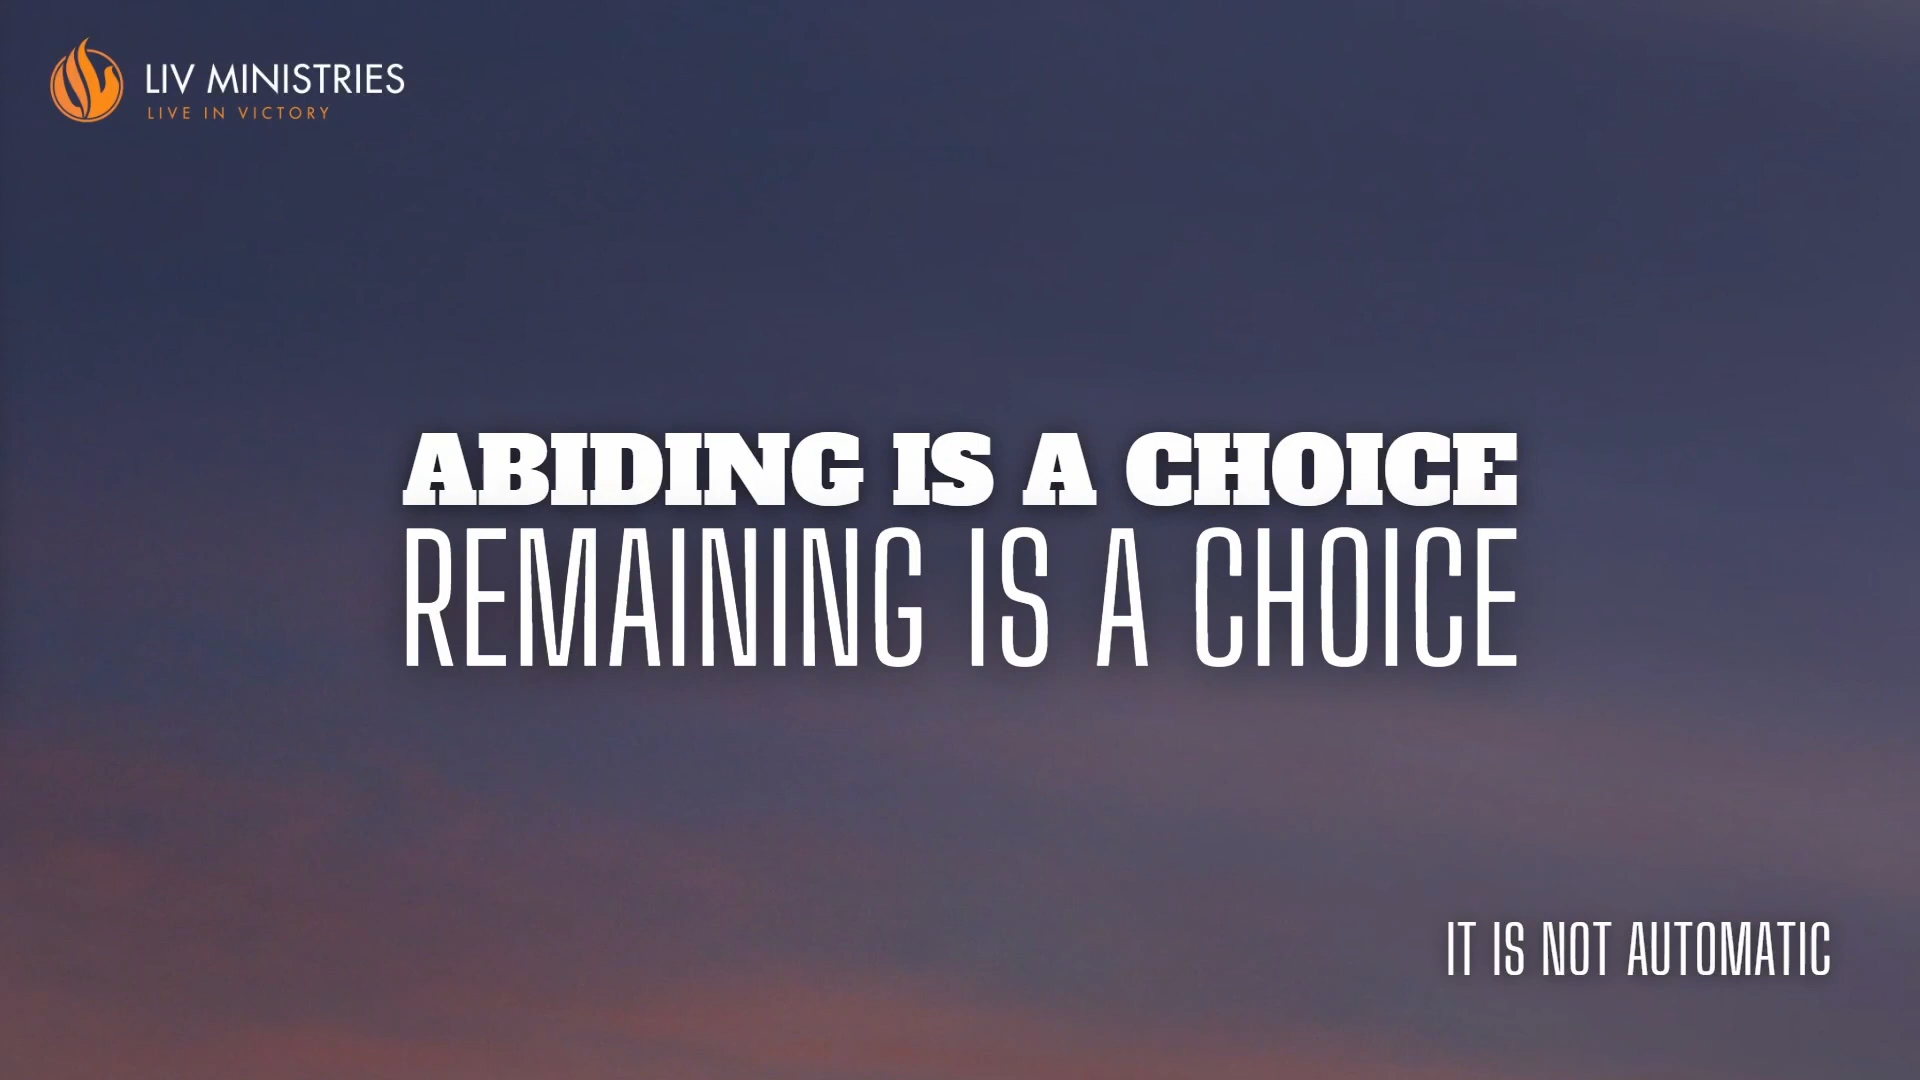 LIV MINISTRIES
LIVE IN VICTORY
ABIDING IS A CHOICE
REMAINING IS A CHOICE
IT IS NOT AUTOMATIC